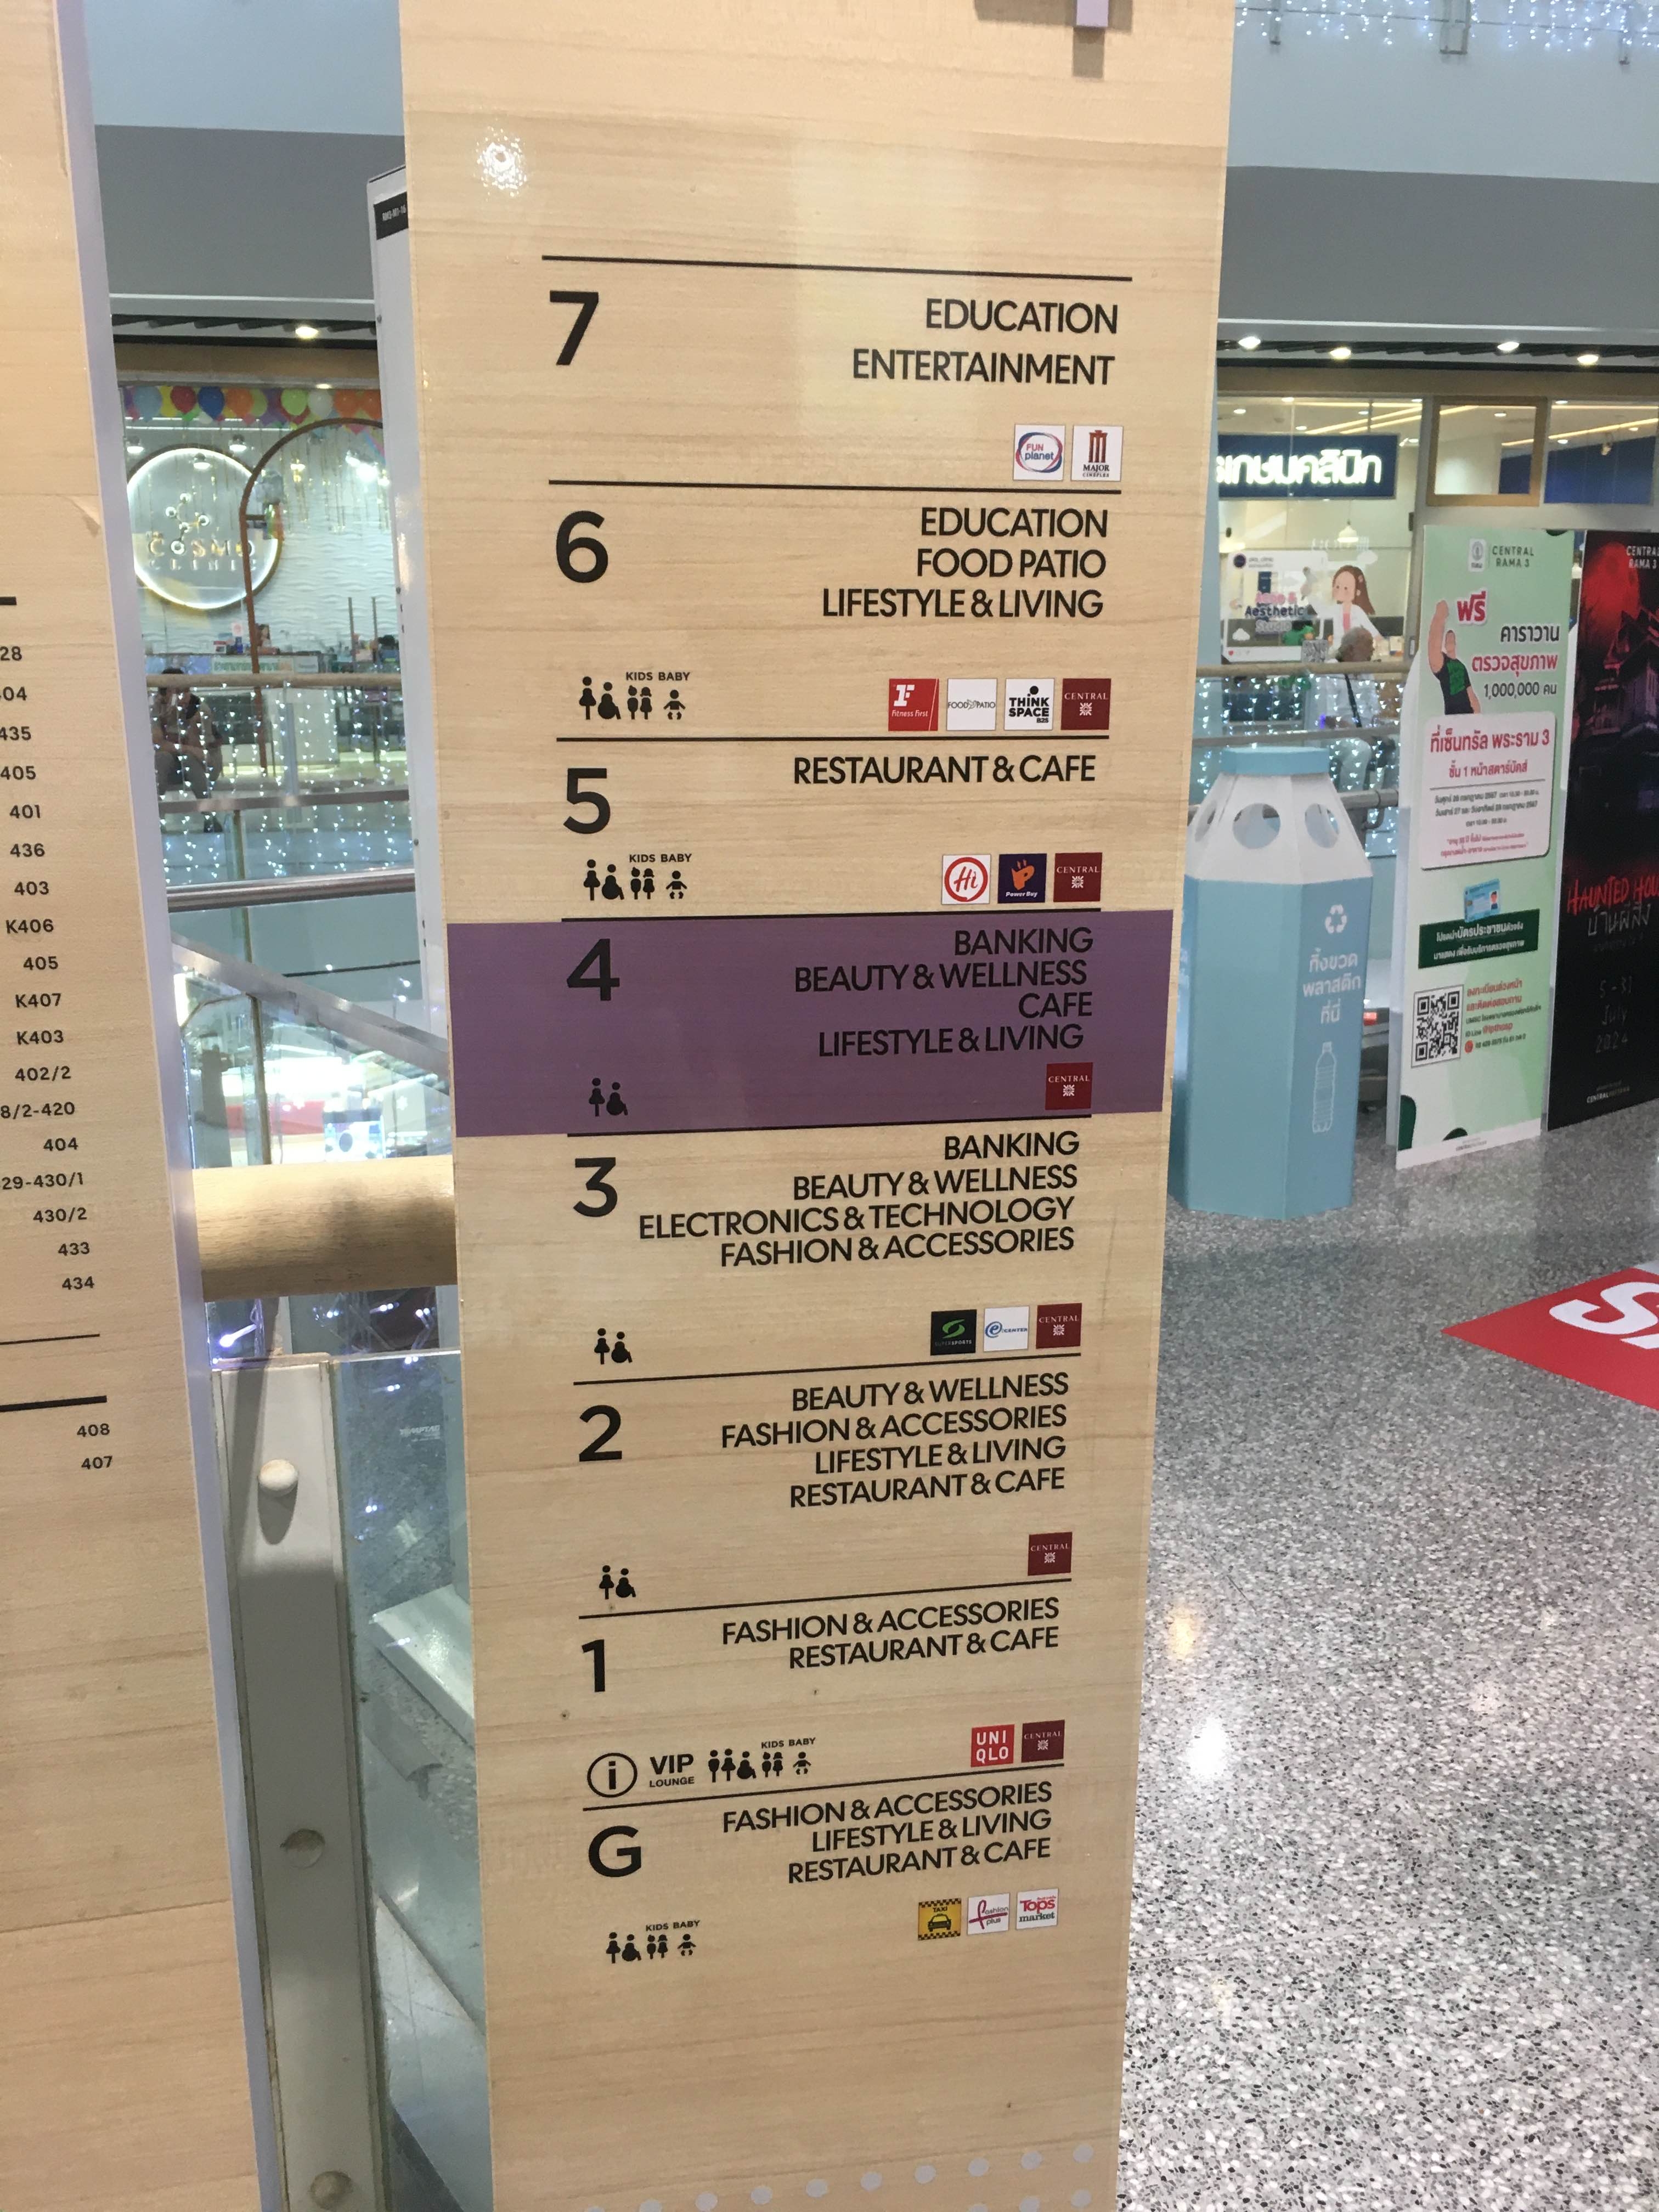 28
04
435
405
401
436
403
K406
405
K407
K403
402/2
8/2-420
404
29-430/1
430/2
433
434
408
407
7
EDUCATION
ENTERTAINMENT
FUN planet
MAJOR CINEPLEX
6
EDUCATION
FOOD PATIO
LIFESTYLE & LIVING
KIDS BABY
Fitness First
FOOD PATIO
THINK SPACE B2S
CENTRAL
5
RESTAURANT & CAFE
KIDS BABY
Hi
Power Buy
CENTRAL
4
BANKING
BEAUTY & WELLNESS
CAFE
LIFESTYLE & LIVING
CENTRAL
3
BANKING
BEAUTY & WELLNESS
ELECTRONICS & TECHNOLOGY
FASHION & ACCESSORIES
SUPERSPORTS
e CENTER
CENTRAL
2
BEAUTY & WELLNESS
FASHION & ACCESSORIES
LIFESTYLE & LIVING
RESTAURANT & CAFE
CENTRAL
1
FASHION & ACCESSORIES
RESTAURANT & CAFE
i
VIP
LOUNGE
KIDS BABY
UNI
QLO
CENTRAL
G
FASHION & ACCESSORIES
LIFESTYLE & LIVING
RESTAURANT & CAFE
KIDS BABY
TAXI
fashion plus
Tops
market
COSMO
CLINIC
เกษมคลินิก
Aesthetic
CENTRAL
RAMA 3
ฟรี
คาราวาน
ตรวจสุขภาพ
1,000,000 คน
ที่เซ็นทรัล พระราม 3
ชั้น 1 หน้าสตาร์บัคส์
ทิ้งขวด
พลาสติก
ที่นี่
CENTRAL
RAMA 3
HAUNTED HOU
บ้านผีสิง
5-31
July
2024